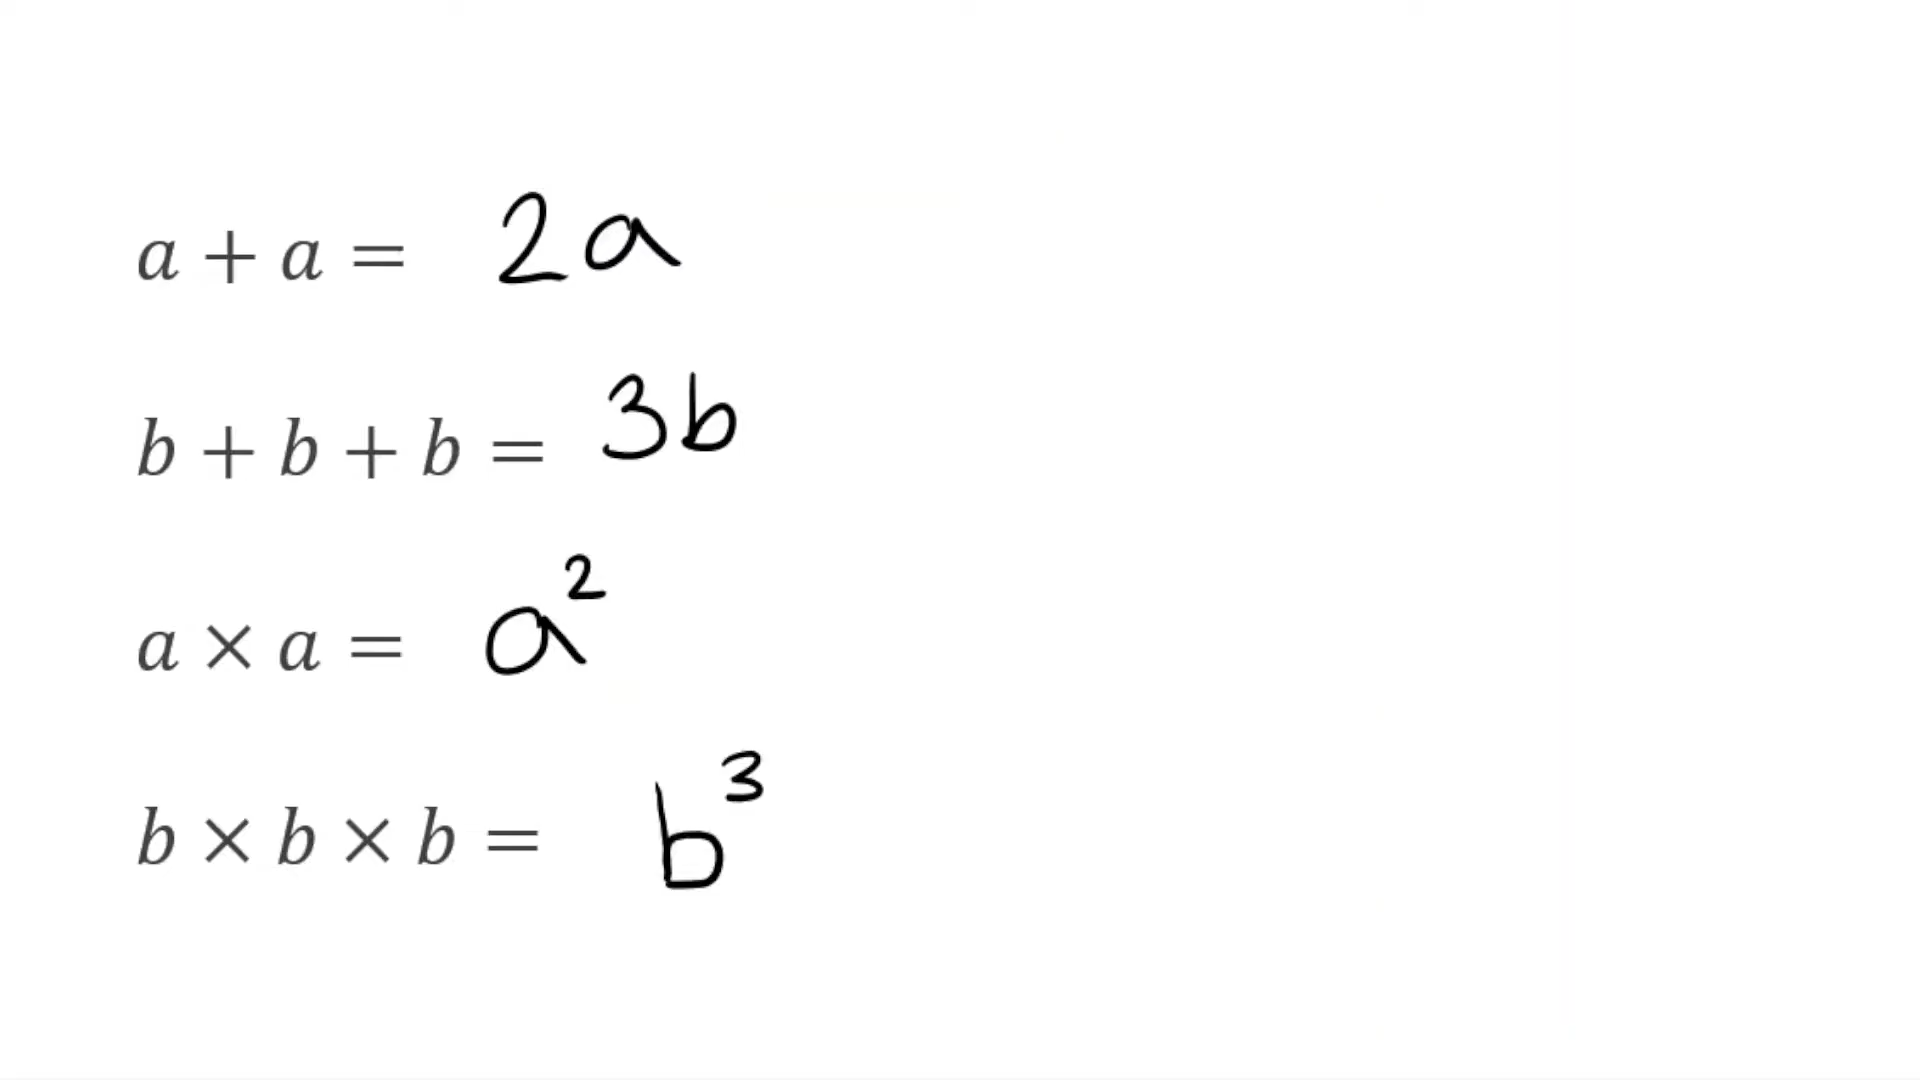 a + a = 2a
b + b + b = 3b
a × a = a²
b × b × b = b³